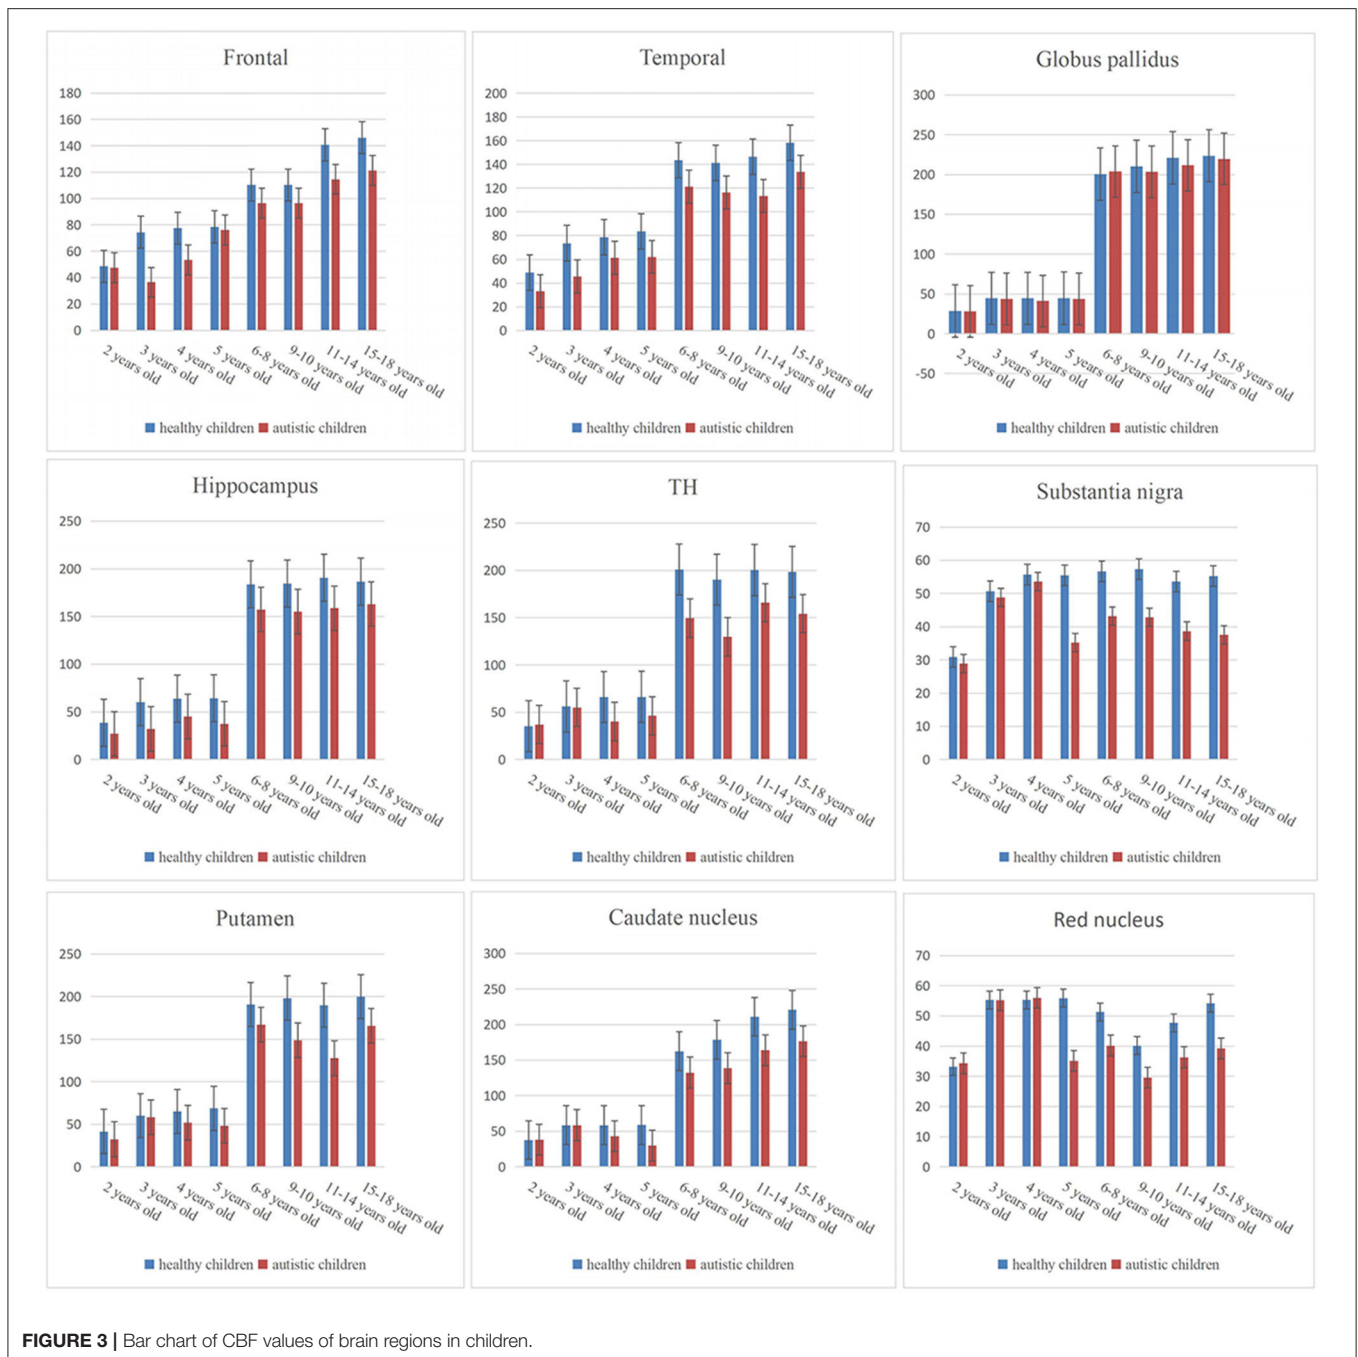 Frontal
180
160
140
120
100
80
60
40
20
0
2 years old
3 years old
4 years old
5 years old
6-8 years old
9-10 years old
11-14 years old
15-18 years old
healthy children autistic children
Temporal
200
180
160
140
120
100
80
60
40
20
0
2 years old
3 years old
4 years old
5 years old
6-8 years old
9-10 years old
11-14 years old
15-18 years old
healthy children autistic children
Globus pallidus
300
250
200
150
100
50
0
-50
2 years old
3 years old
4 years old
5 years old
6-8 years old
9-10 years old
11-14 years old
15-18 years old
healthy children autistic children
Hippocampus
250
200
150
100
50
0
2 years old
3 years old
4 years old
5 years old
6-8 years old
9-10 years old
11-14 years old
15-18 years old
healthy children autistic children
TH
250
200
150
100
50
0
2 years old
3 years old
4 years old
5 years old
6-8 years old
9-10 years old
11-14 years old
15-18 years old
healthy children autistic children
Substantia nigra
70
60
50
40
30
20
10
0
2 years old
3 years old
4 years old
5 years old
6-8 years old
9-10 years old
11-14 years old
15-18 years old
healthy children autistic children
Putamen
250
200
150
100
50
0
2 years old
3 years old
4 years old
5 years old
6-8 years old
9-10 years old
11-14 years old
15-18 years old
healthy children autistic children
Caudate nucleus
300
250
200
150
100
50
0
2 years old
3 years old
4 years old
5 years old
6-8 years old
9-10 years old
11-14 years old
15-18 years old
healthy children autistic children
Red nucleus
70
60
50
40
30
20
10
0
2 years old
3 years old
4 years old
5 years old
6-8 years old
9-10 years old
11-14 years old
15-18 years old
healthy children autistic children
FIGURE 3 | Bar chart of CBF values of brain regions in children.